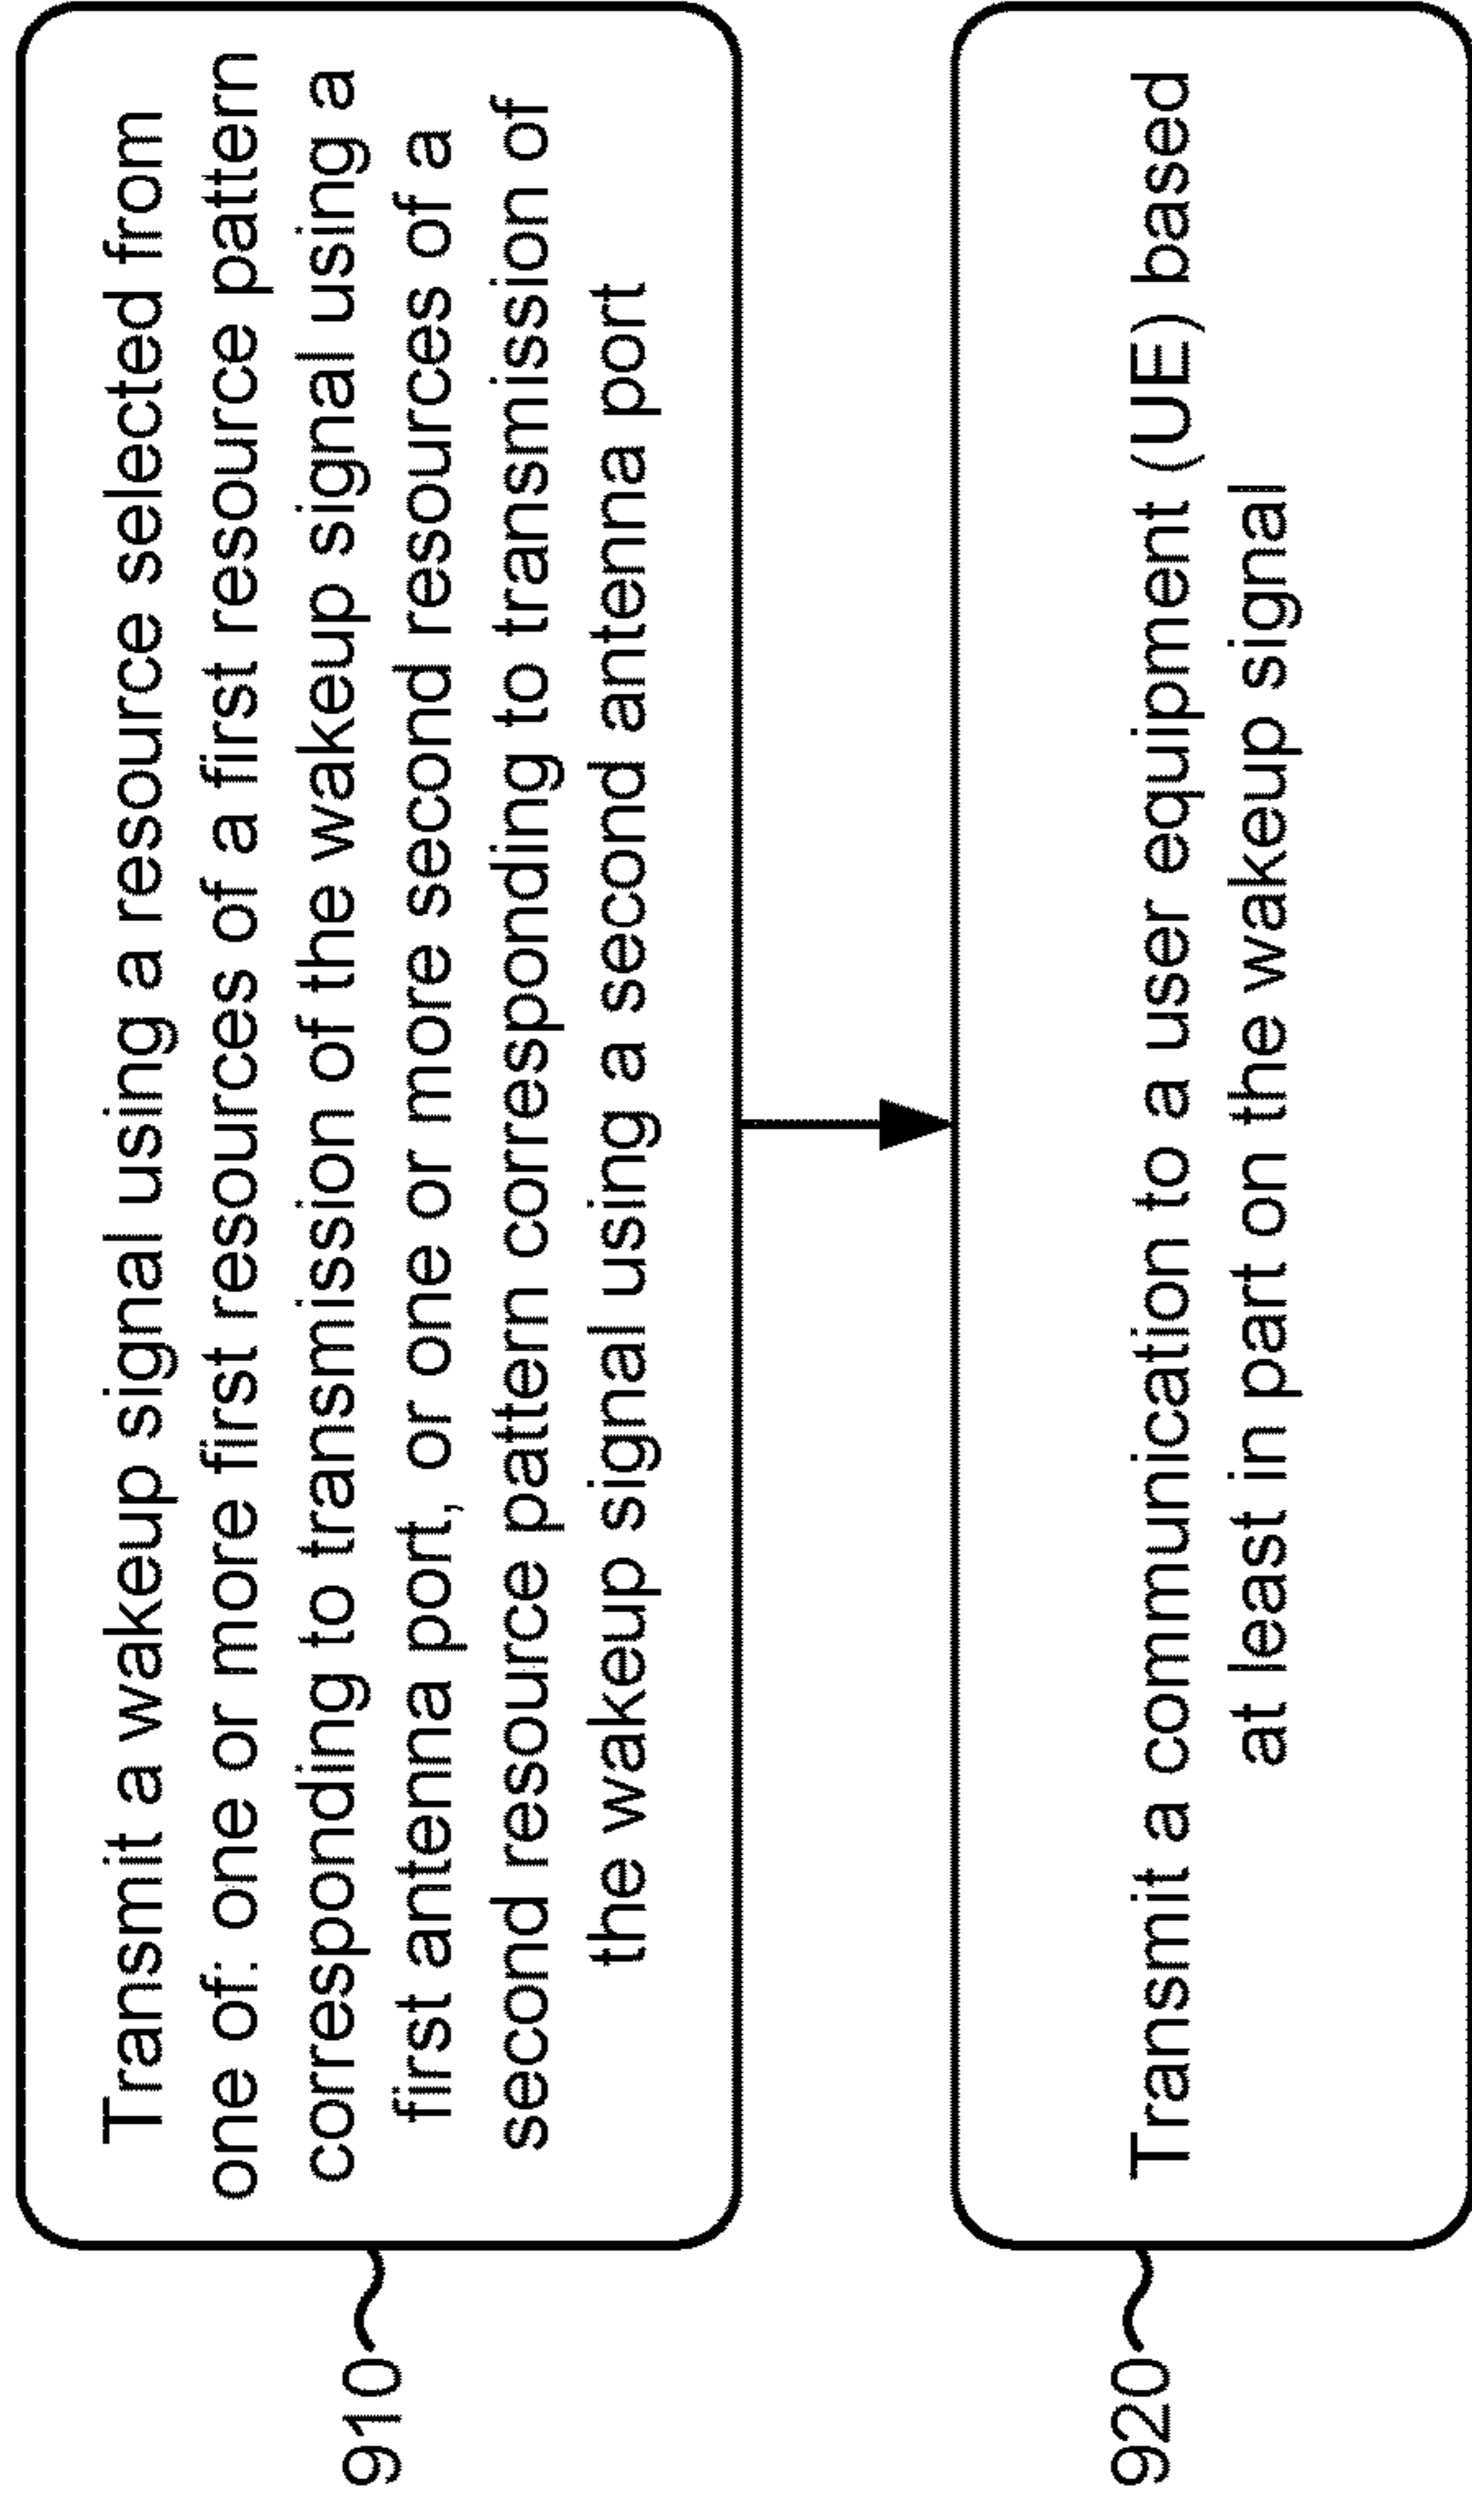 Transmit a wakeup signal using a resource selected from
one of: one or more first resources of a first resource pattern
corresponding to transmission of the wakeup signal using a
first antenna port, or one or more second resources of a
second resource pattern corresponding to transmission of
the wakeup signal using a second antenna port
910
Transmit a communication to a user equipment (UE) based
at least in part on the wakeup signal
920